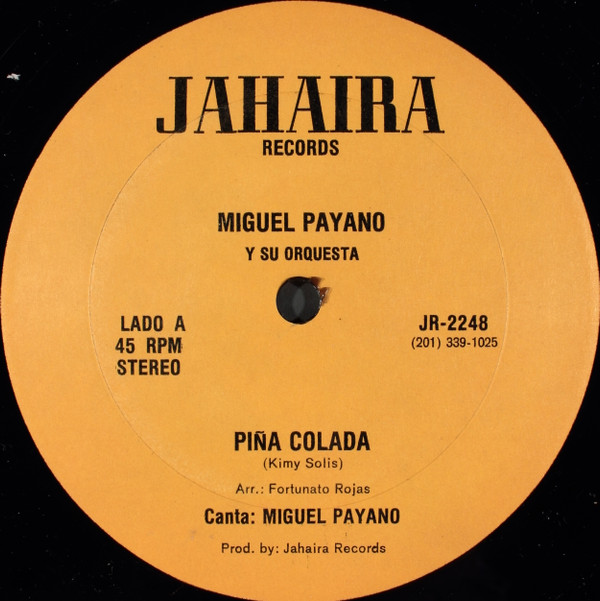 JAHAIRA
RECORDS
MIGUEL PAYANO
Y SU ORQUESTA
LADO A
45 RPM
STEREO
JR-2248
(201) 339-1025
PIÑA COLADA
(Kimy Solis)
Arr.: Fortunato Rojas
Canta: MIGUEL PAYANO
Prod. by: Jahaira Records